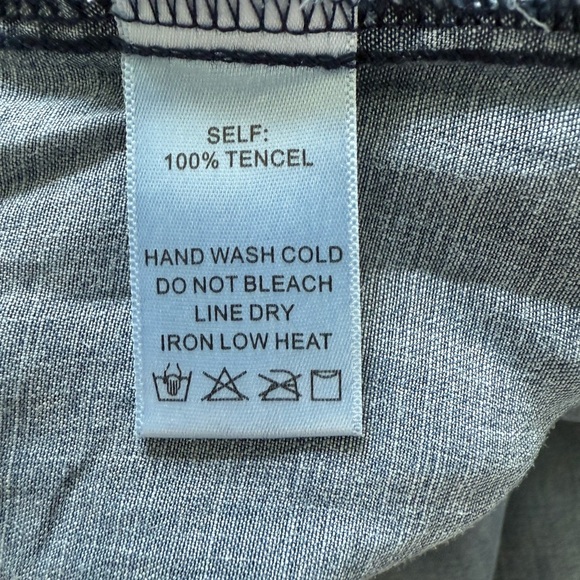 SELF:
100% TENCEL
HAND WASH COLD
DO NOT BLEACH
LINE DRY
IRON LOW HEAT